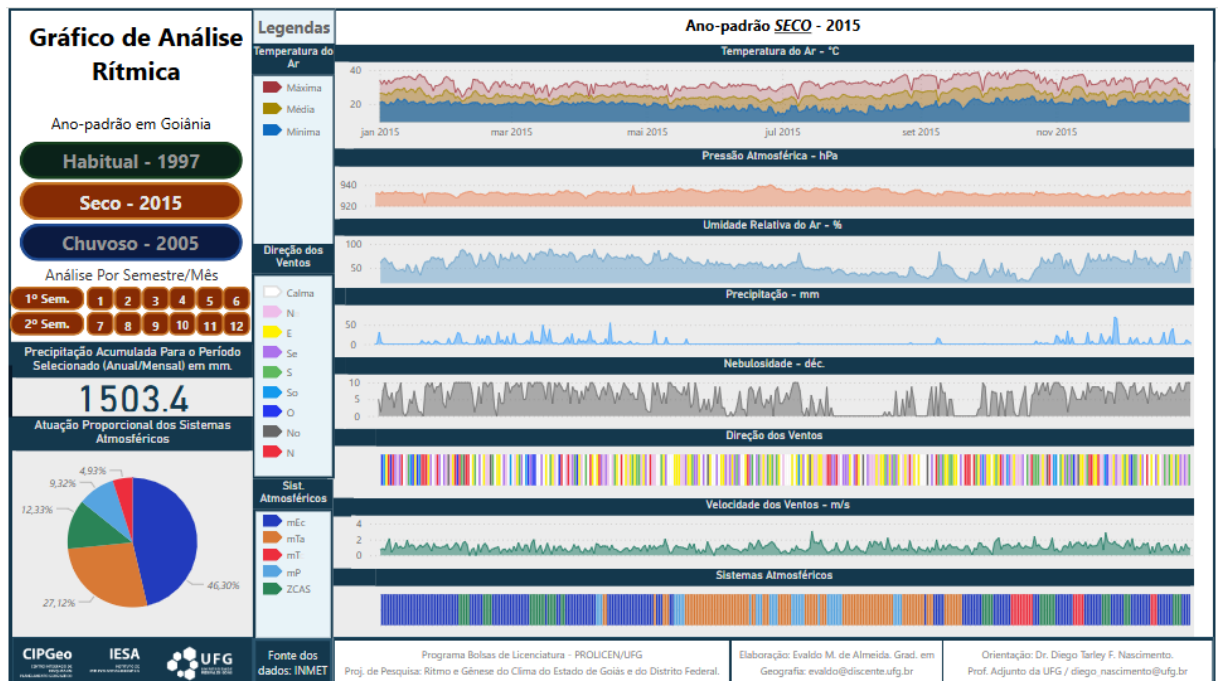 Gráfico de Análise
Rítmica
Ano-padrão em Goiânia
Habitual - 1997
Seco - 2015
Chuvoso - 2005
Análise Por Semestre/Mês
1º Sem. 1 2 3 4 5 6
2º Sem. 7 8 9 10 11 12
Precipitação Acumulada Para o Período
Selecionado (Anual/Mensal) em mm.
1503.4
Atuação Proporcional dos Sistemas
Atmosféricos
4,93%
9,32%
12,33%
27,12%
46,30%
CIPGeo
IESA
UFG
Legendas
Temperatura do
Ar
Máxima
Média
Mínima
Direção dos
Ventos
Calma
N
E
Se
S
So
O
No
N
Sist.
Atmosféricos
mEc
mTa
mT
mP
ZCAS
Fonte dos
dados: INMET
Ano-padrão SECO - 2015
Temperatura do Ar - °C
40
20
jan 2015 mar 2015 mai 2015 jul 2015 set 2015 nov 2015
Pressão Atmosférica - hPa
940
920
Umidade Relativa do Ar - %
100
50
Precipitação - mm
50
0
Nebulosidade - déc.
10
5
0
Direção dos Ventos
Velocidade dos Ventos - m/s
4
2
0
Sistemas Atmosféricos
Programa Bolsas de Licenciatura - PROLICEN/UFG
Proj. de Pesquisa: Ritmo e Gênese do Clima do Estado de Goiás e do Distrito Federal.
Elaboração: Evaldo M. de Almeida. Grad. em
Geografia: evaldo@discente.ufg.br
Orientação: Dr. Diego Tarley F. Nascimento.
Prof. Adjunto da UFG / diego_nascimento@ufg.br